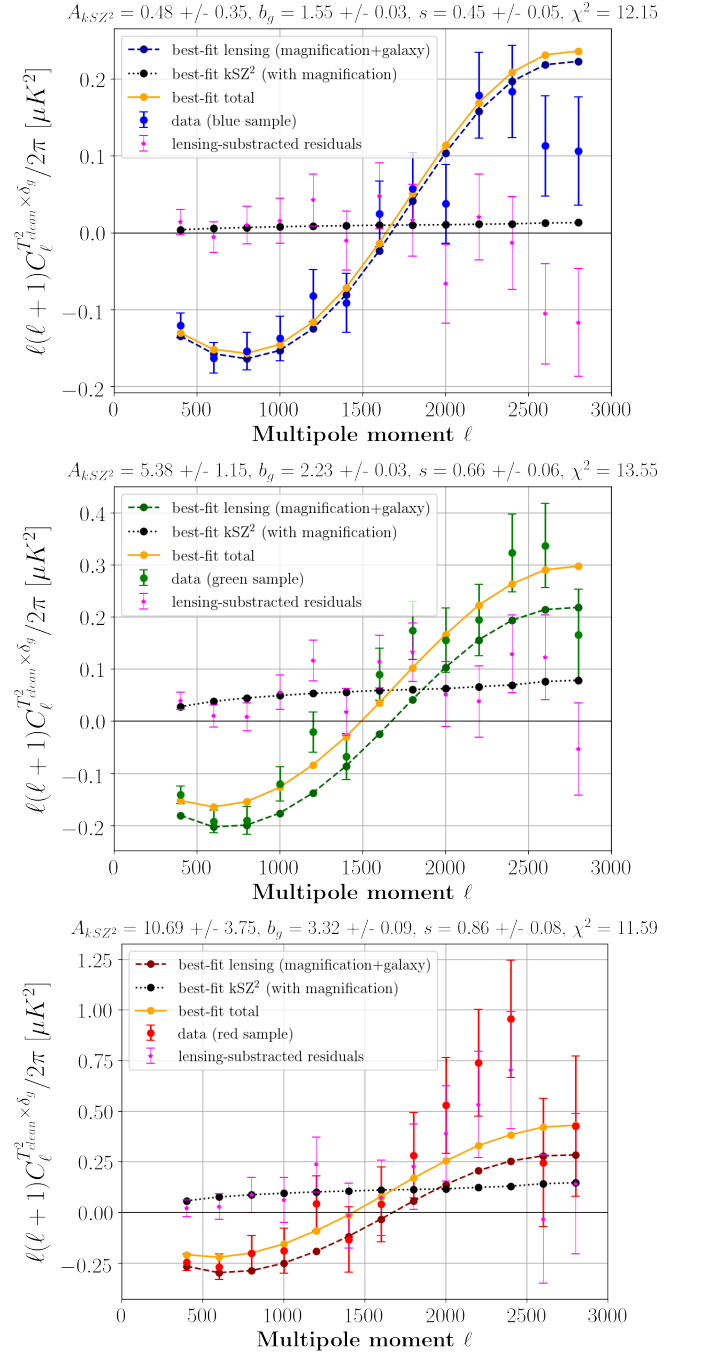 A_{kSZ²} = 0.48 +/- 0.35, b_g = 1.55 +/- 0.03, s = 0.45 +/- 0.05, χ² = 12.15
best-fit lensing (magnification+galaxy)
best-fit kSZ² (with magnification)
best-fit total
data (blue sample)
lensing-substracted residuals
ℓ(ℓ + 1)C_ℓ^{T²_{clean}×δ_g}/2π [μK²]
0.2
0.1
0.0
−0.1
−0.2
0 500 1000 1500 2000 2500 3000
Multipole moment ℓ
A_{kSZ²} = 5.38 +/- 1.15, b_g = 2.23 +/- 0.03, s = 0.66 +/- 0.06, χ² = 13.55
best-fit lensing (magnification+galaxy)
best-fit kSZ² (with magnification)
best-fit total
data (green sample)
lensing-substracted residuals
ℓ(ℓ + 1)C_ℓ^{T²_{clean}×δ_g}/2π [μK²]
0.4
0.3
0.2
0.1
0.0
−0.1
−0.2
0 500 1000 1500 2000 2500 3000
Multipole moment ℓ
A_{kSZ²} = 10.69 +/- 3.75, b_g = 3.32 +/- 0.09, s = 0.86 +/- 0.08, χ² = 11.59
best-fit lensing (magnification+galaxy)
best-fit kSZ² (with magnification)
best-fit total
data (red sample)
lensing-substracted residuals
ℓ(ℓ + 1)C_ℓ^{T²_{clean}×δ_g}/2π [μK²]
1.25
1.00
0.75
0.50
0.25
0.00
−0.25
0 500 1000 1500 2000 2500 3000
Multipole moment ℓ